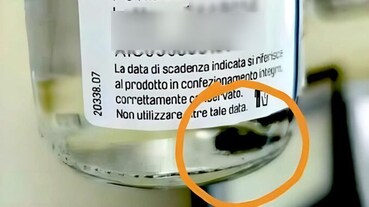 La data di scadenza indicata si riferisce
al prodotto in confezionamento integro,
correttamente conservato.
Non utilizzare oltre tale data.
20338.07